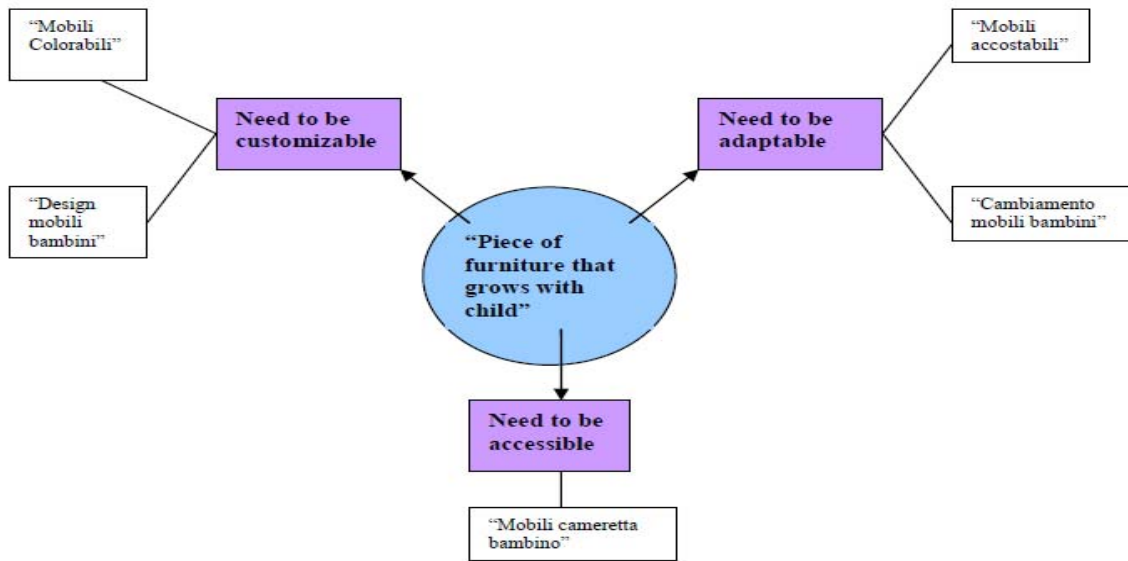 “Mobili
Colorabili”
“Mobili
accostabili”
Need to be
customizable
Need to be
adaptable
“Design
mobili
bambini”
“Cambiamento
mobili bambini”
“Piece of
furniture that
grows with
child”
Need to be
accessible
“Mobili cameretta
bambino”